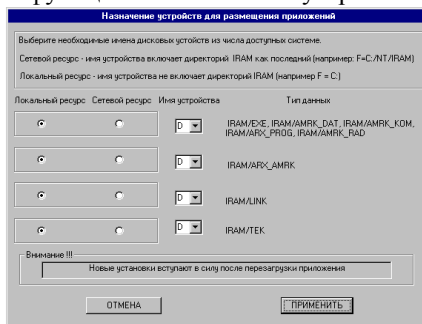 Назначение устройств для размещения приложений
Выберите необходимые имена дисковых устойств из числа доступных системе.
Сетевой ресурс - имя устройства включает директорий IRAM как последний (например: F=C:/NT/IRAM)
Локальный ресурс - имя устройства не включает директорий IRAM (например F = C:)
Локальный ресурс Сетевой ресурс Имя устройства Тип данных
D IRAM/EXE, IRAM/AMRK_DAT, IRAM/AMRK_KOM,
IRAM/ARX_PROG, IRAM/AMRK_RAD
D IRAM/ARX_AMRK
D IRAM/LINK
D IRAM/TEK
Внимание !!!
Новые установки вступают в силу после перезагрузки приложения
ОТМЕНА ПРИМЕНИТЬ